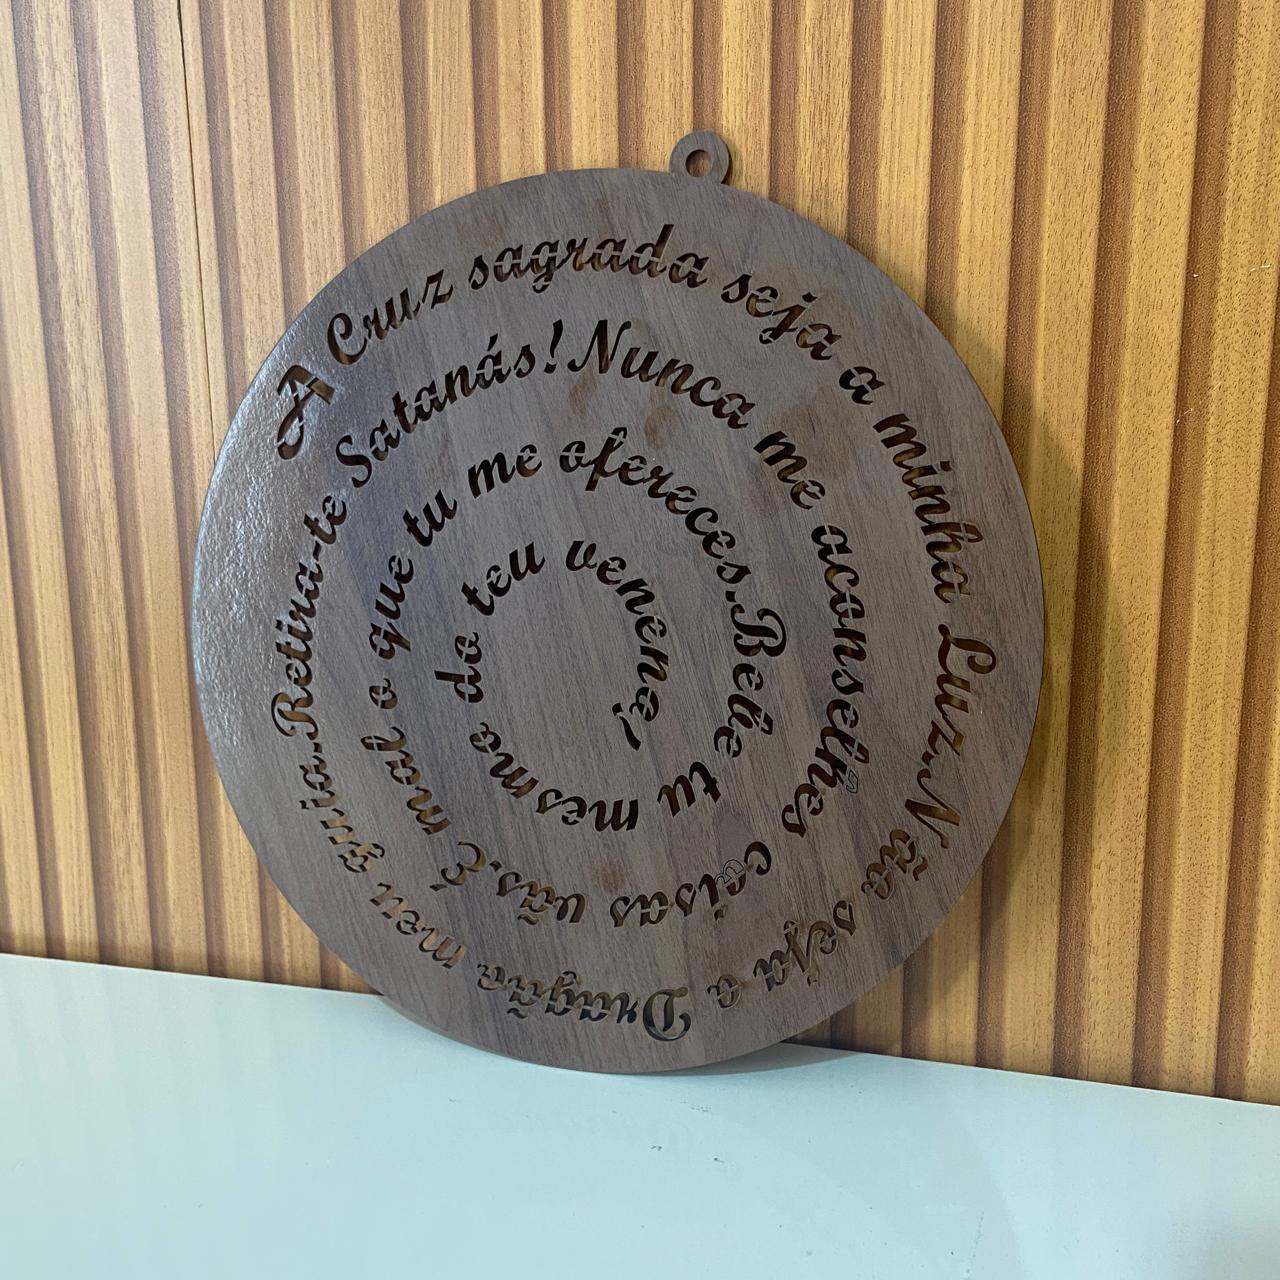 A Cruz sagrada seja a minha Luz. Não seja o Dragão meu guia. Retira-te Satanás! Nunca me aconselhes coisas vãs. É mal o que tu me ofereces. Bebe tu mesmo do teu veneno!